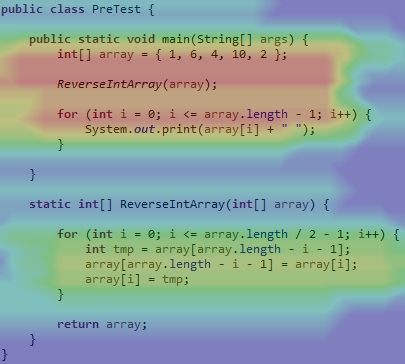 public class PreTest {
public static void main(String[] args) {
int[] array = { 1, 6, 4, 10, 2 };
ReverseIntArray(array);
for (int i = 0; i <= array.length - 1; i++) {
System.out.print(array[i] + " ");
}
}
static int[] ReverseIntArray(int[] array) {
for (int i = 0; i <= array.length / 2 - 1; i++) {
int tmp = array[array.length - i - 1];
array[array.length - i - 1] = array[i];
array[i] = tmp;
}
return array;
}
}